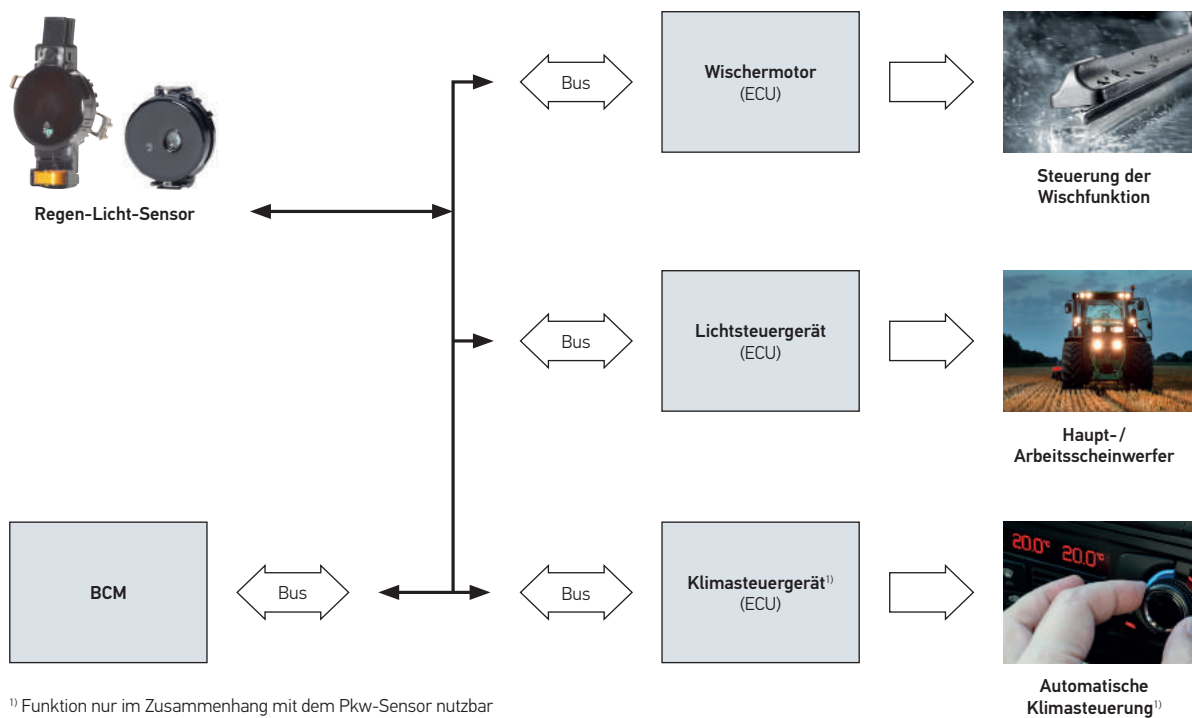 Bus
Wischermotor
(ECU)
Steuerung der
Wischfunktion
Regen-Licht-Sensor
Bus
Lichtsteuergerät
(ECU)
Haupt-/
Arbeitsscheinwerfer
BCM
Bus
Bus
Klimasteuergerät¹⁾
(ECU)
20.0°C 20.0°C
Automatische
Klimasteuerung¹⁾
¹⁾ Funktion nur im Zusammenhang mit dem Pkw-Sensor nutzbar